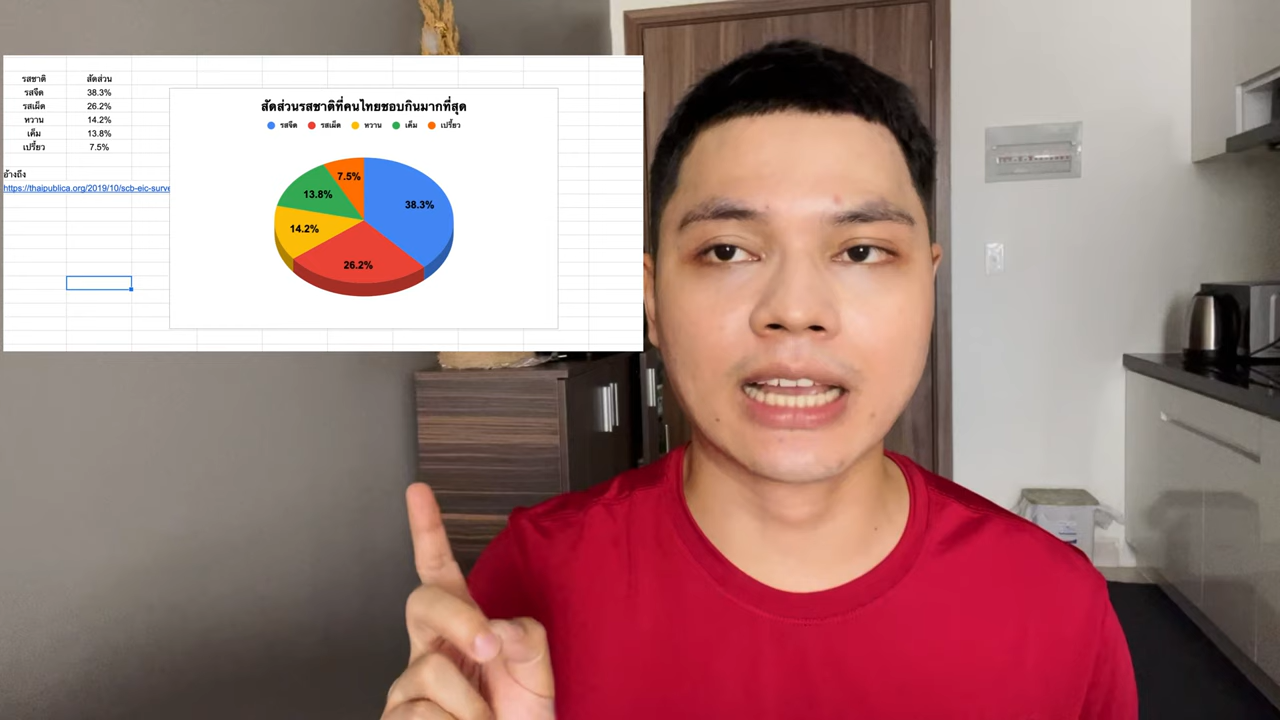 รสชาติ สัดส่วน
รสจืด 38.3%
รสเผ็ด 26.2%
หวาน 14.2%
เค็ม 13.8%
เปรี้ยว 7.5%
อ้างถึง
https://thaipublica.org/2019/10/scb-eic-surve
สัดส่วนรสชาติที่คนไทยชอบกินมากที่สุด
รสจืด รสเผ็ด หวาน เค็ม เปรี้ยว
7.5%
13.8%
38.3%
14.2%
26.2%